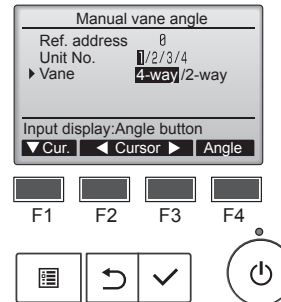 Manual vane angle
Ref. address 0
Unit No. 1/2/3/4
Vane 4-way/2-way
Input display:Angle button
▼Cur. ◀ Cursor ▶ Angle
F1 F2 F3 F4